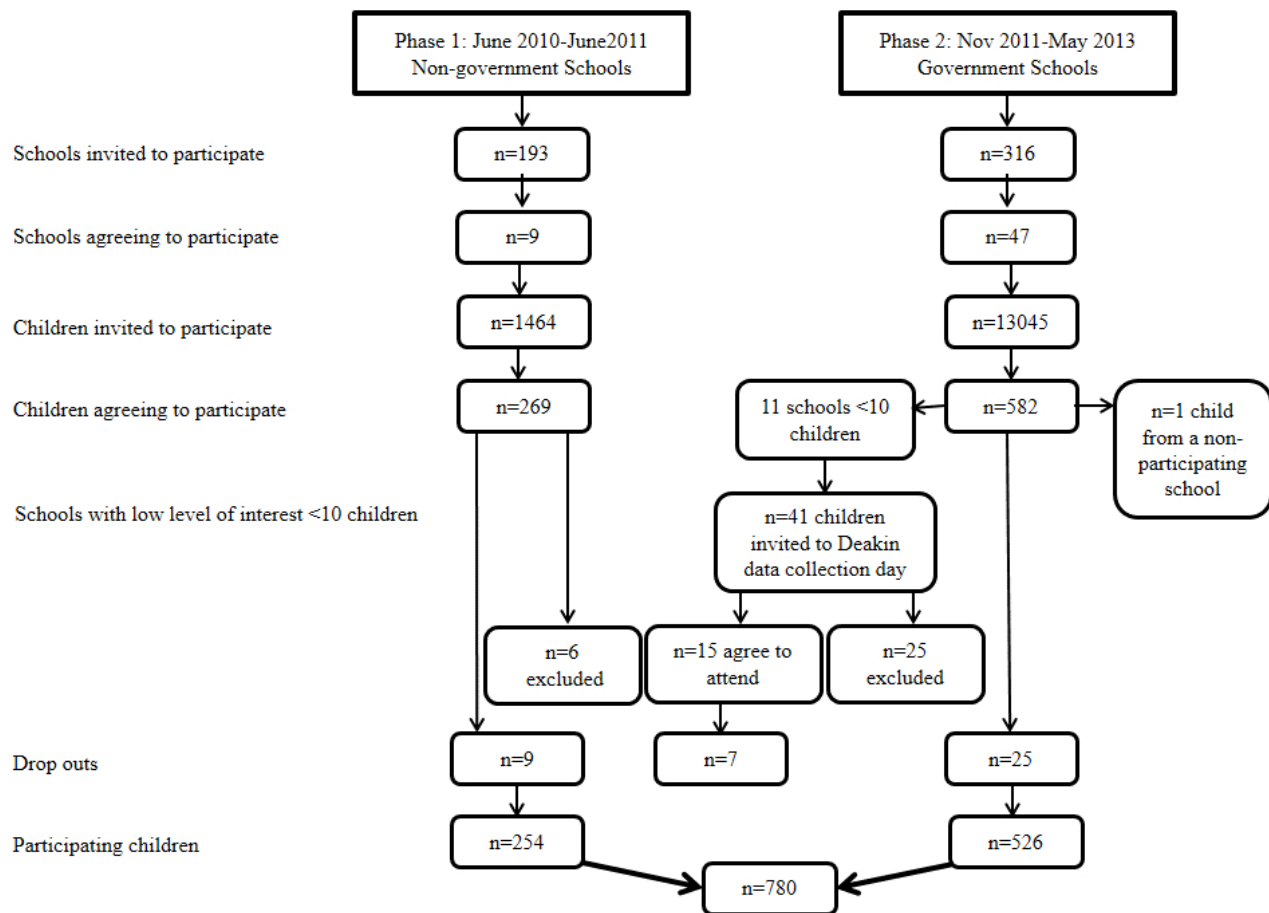 Phase 1: June 2010-June2011
Non-government Schools
Phase 2: Nov 2011-May 2013
Government Schools
Schools invited to participate
n=193
n=316
Schools agreeing to participate
n=9
n=47
Children invited to participate
n=1464
n=13045
Children agreeing to participate
n=269
11 schools <10
children
n=582
n=1 child
from a non-
participating
school
Schools with low level of interest <10 children
n=41 children
invited to Deakin
data collection day
n=6
excluded
n=15 agree to
attend
n=25
excluded
Drop outs
n=9
n=7
n=25
Participating children
n=254
n=526
n=780